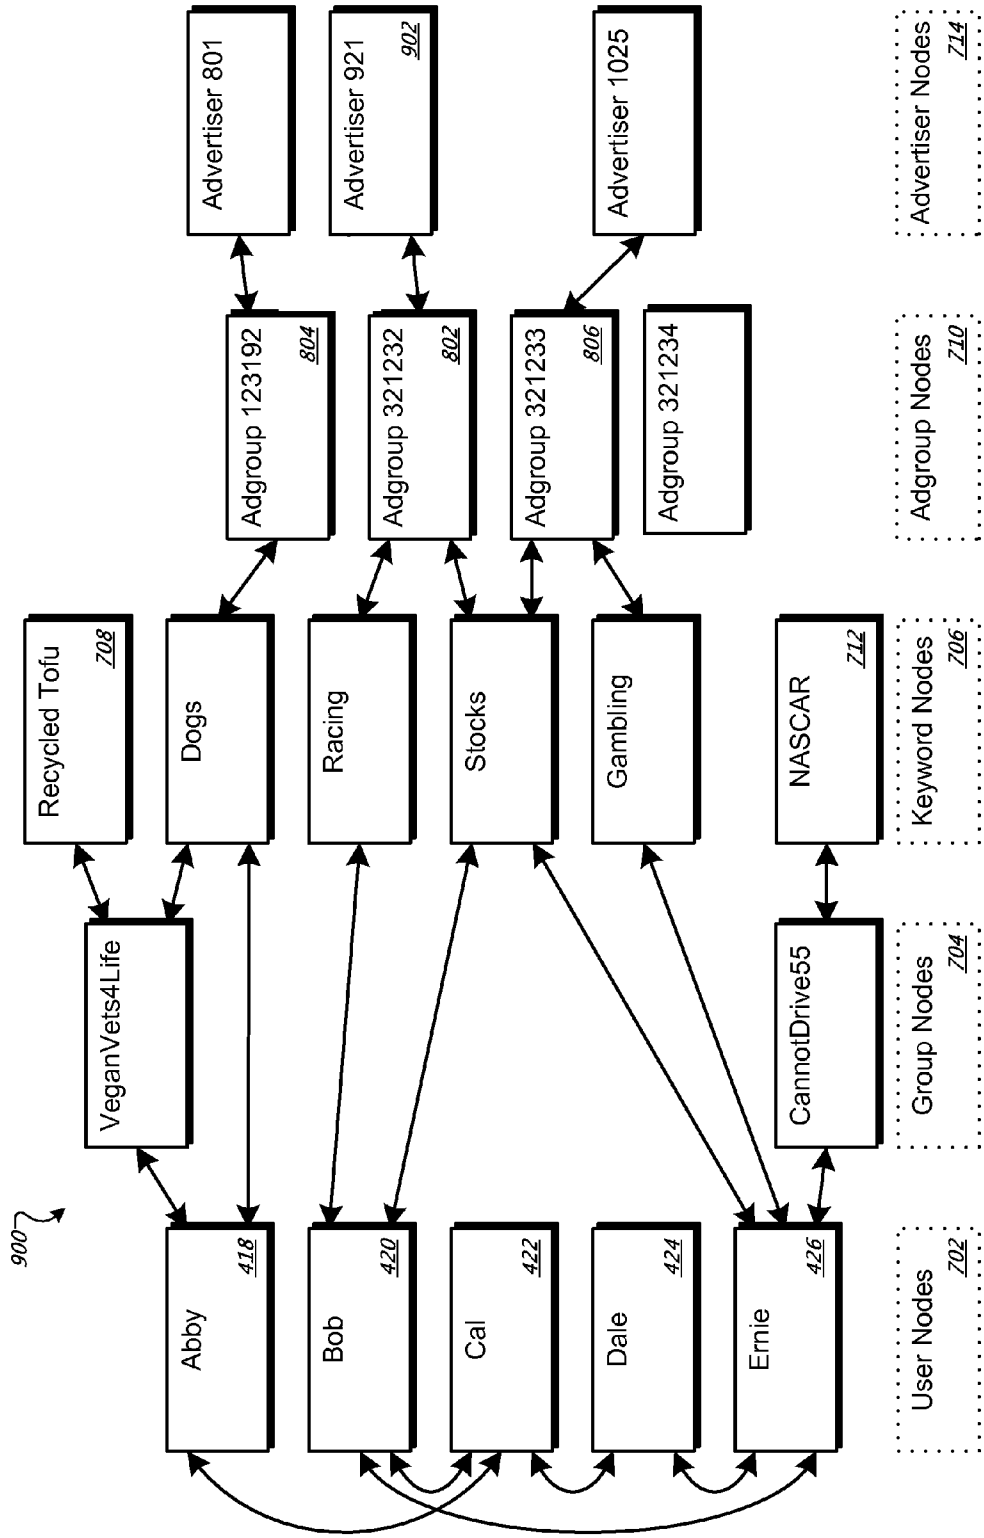 900
Abby
418
Bob
420
Cal
422
Dale
424
Ernie
426
User Nodes
702
VeganVets4Life
CannotDrive55
Group Nodes
704
Recycled Tofu
708
Dogs
Racing
Stocks
Gambling
NASCAR
712
Keyword Nodes
706
Adgroup 123192
804
Adgroup 321232
802
Adgroup 321233
806
Adgroup 321234
Adgroup Nodes
710
Advertiser 801
Advertiser 921
902
Advertiser 1025
Advertiser Nodes
714